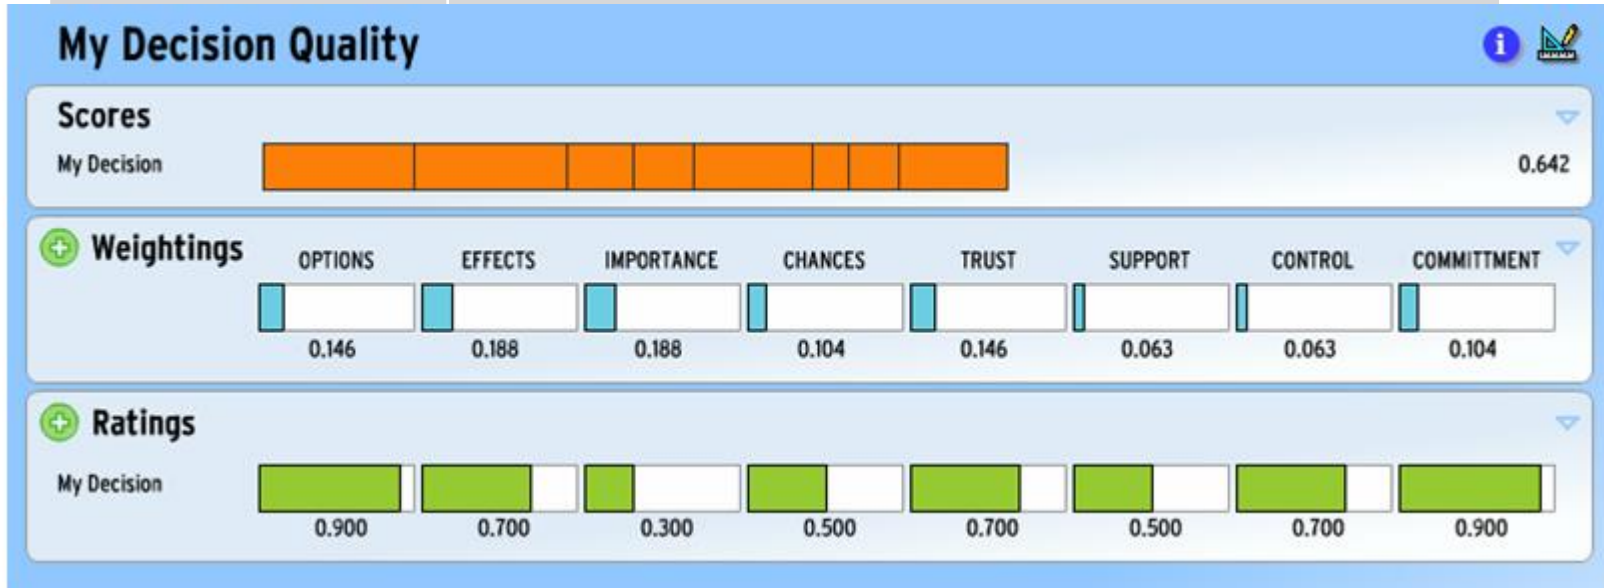 My Decision Quality
i
Scores
My Decision 0.642
Weightings OPTIONS EFFECTS IMPORTANCE CHANCES TRUST SUPPORT CONTROL COMMITTMENT
0.146 0.188 0.188 0.104 0.146 0.063 0.063 0.104
Ratings
My Decision
0.900 0.700 0.300 0.500 0.700 0.500 0.700 0.900